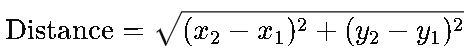 Distance = √(x₂ − x₁)² + (y₂ − y₁)²